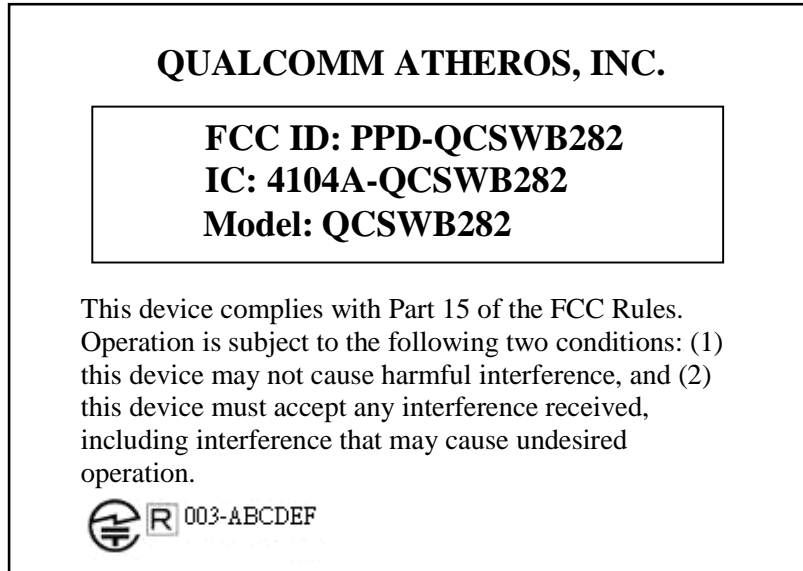 QUALCOMM ATHEROS, INC.
FCC ID: PPD-QCSWB282
IC: 4104A-QCSWB282
Model: QCSWB282
This device complies with Part 15 of the FCC Rules.
Operation is subject to the following two conditions: (1)
this device may not cause harmful interference, and (2)
this device must accept any interference received,
including interference that may cause undesired
operation.
R 003-ABCDEF